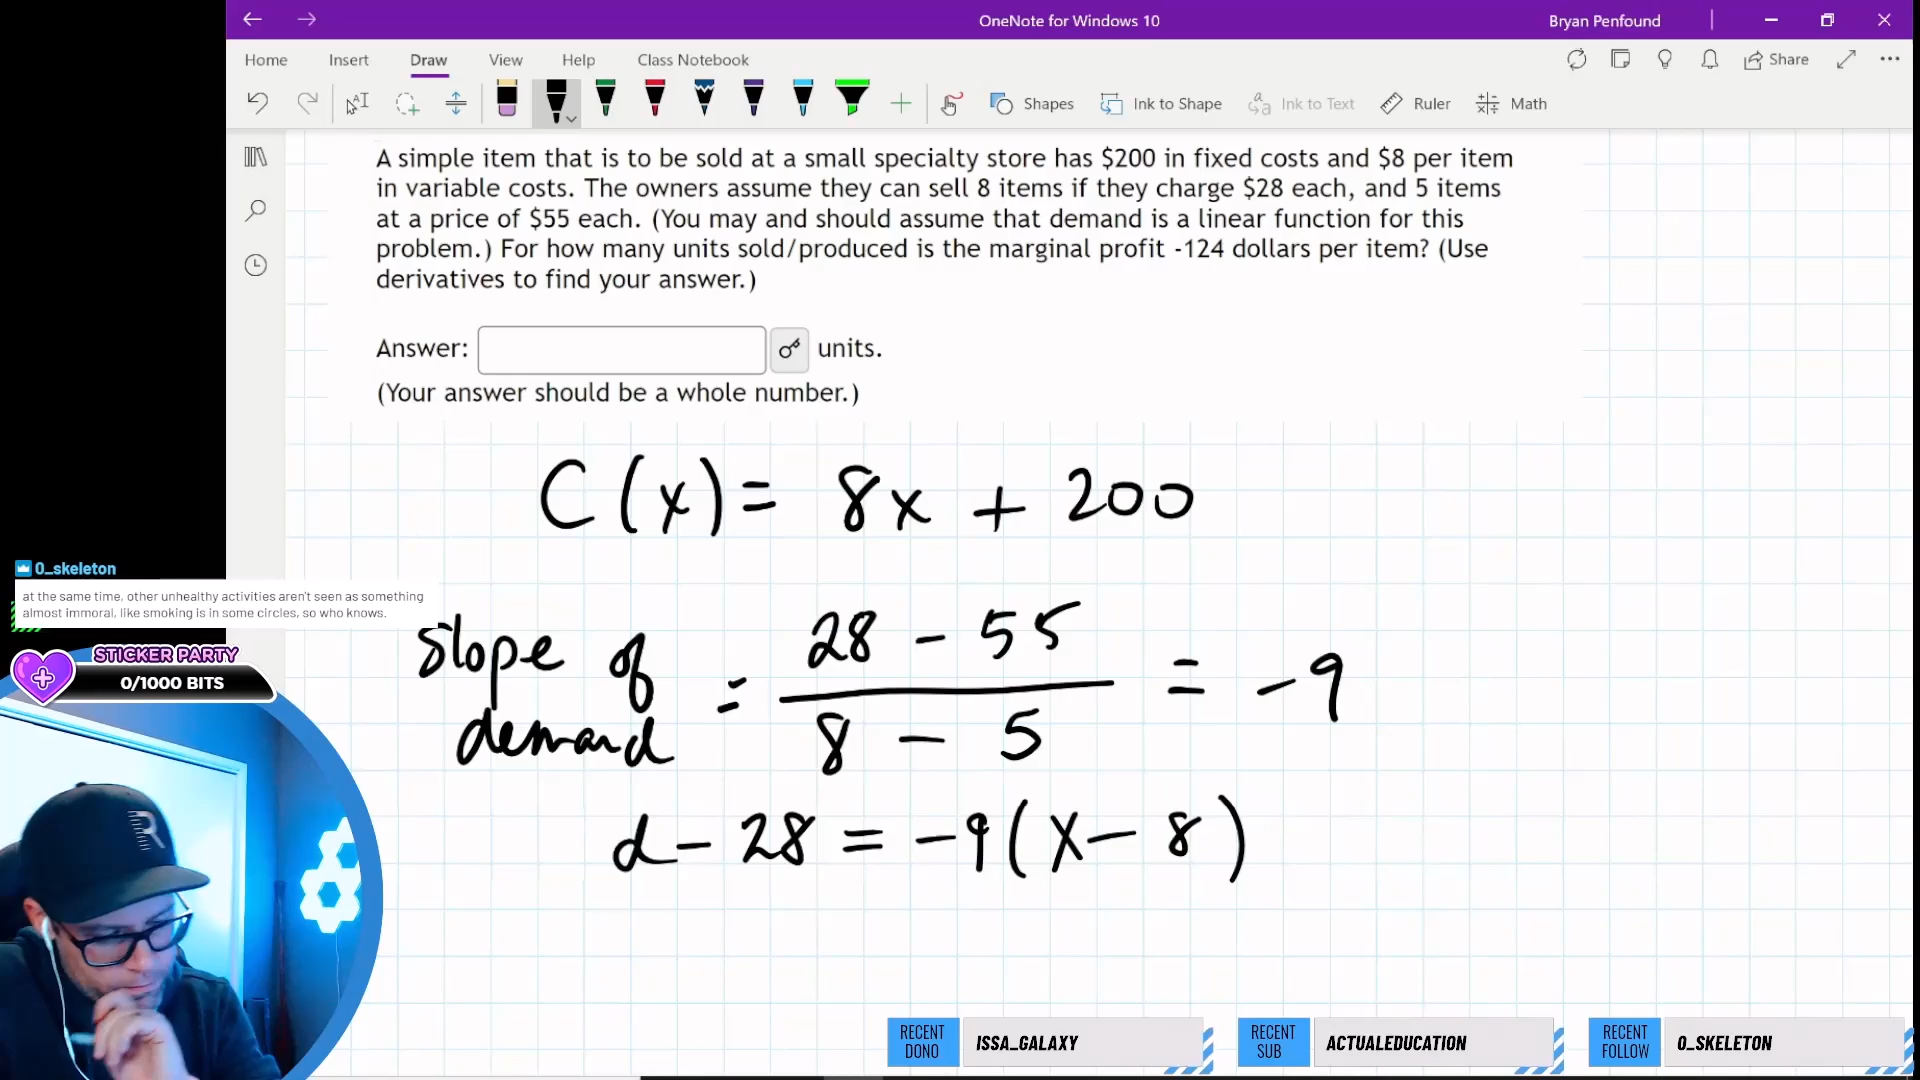 OneNote for Windows 10
Bryan Penfound
Home Insert Draw View Help Class Notebook
Share
Shapes Ink to Shape Ink to Text Ruler Math
A simple item that is to be sold at a small specialty store has $200 in fixed costs and $8 per item
in variable costs. The owners assume they can sell 8 items if they charge $28 each, and 5 items
at a price of $55 each. (You may and should assume that demand is a linear function for this
problem.) For how many units sold/produced is the marginal profit -124 dollars per item? (Use
derivatives to find your answer.)
Answer: units.
(Your answer should be a whole number.)
C(x) = 8x + 200
0_skeleton
at the same time, other unhealthy activities aren't seen as something
almost immoral, like smoking is in some circles, so who knows.
STICKER PARTY
0/1000 BITS
slope of
demand
= 28 - 55
8 - 5
= -9
d - 28 = -9(x - 8)
RECENT DONO ISSA_GALAXY
RECENT SUB ACTUALEDUCATION
RECENT FOLLOW 0_SKELETON